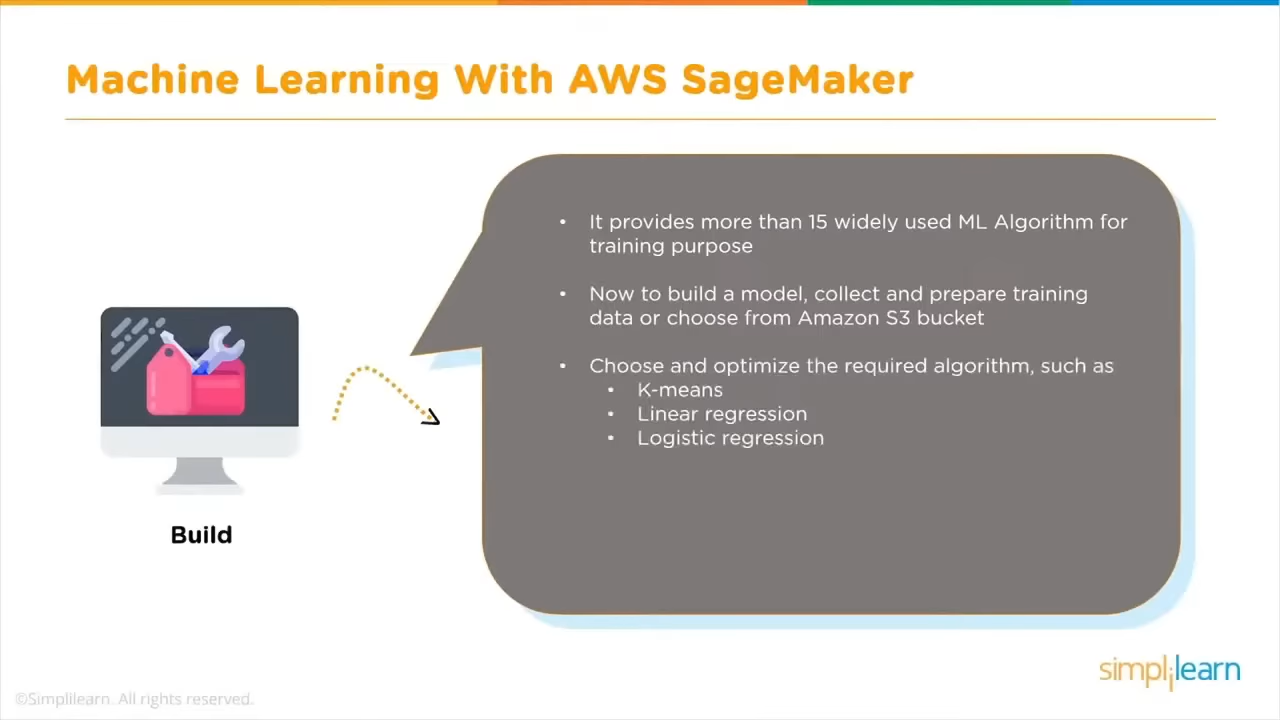 Machine Learning With AWS SageMaker
• It provides more than 15 widely used ML Algorithm for
training purpose
• Now to build a model, collect and prepare training
data or choose from Amazon S3 bucket
• Choose and optimize the required algorithm, such as
• K-means
• Linear regression
• Logistic regression
Build
simplilearn
©Simplilearn. All rights reserved.